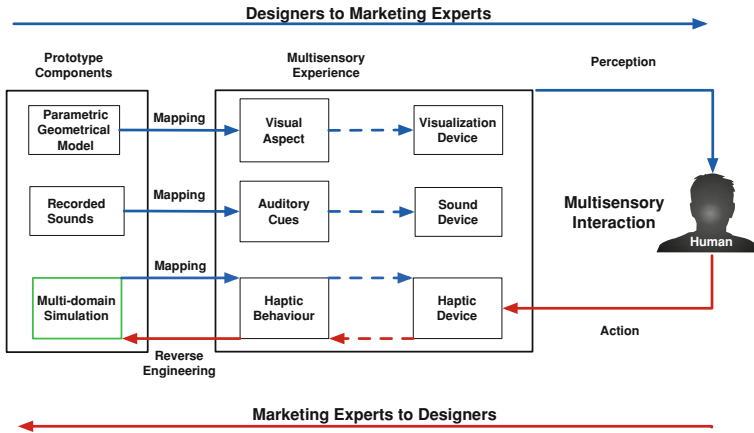 Designers to Marketing Experts
Prototype
Components
Multisensory
Experience
Perception
Parametric
Geometrical
Model
Mapping
Visual
Aspect
Visualization
Device
Recorded
Sounds
Mapping
Auditory
Cues
Sound
Device
Multisensory
Interaction
Human
Multi-domain
Simulation
Mapping
Haptic
Behaviour
Haptic
Device
Action
Reverse
Engineering
Marketing Experts to Designers